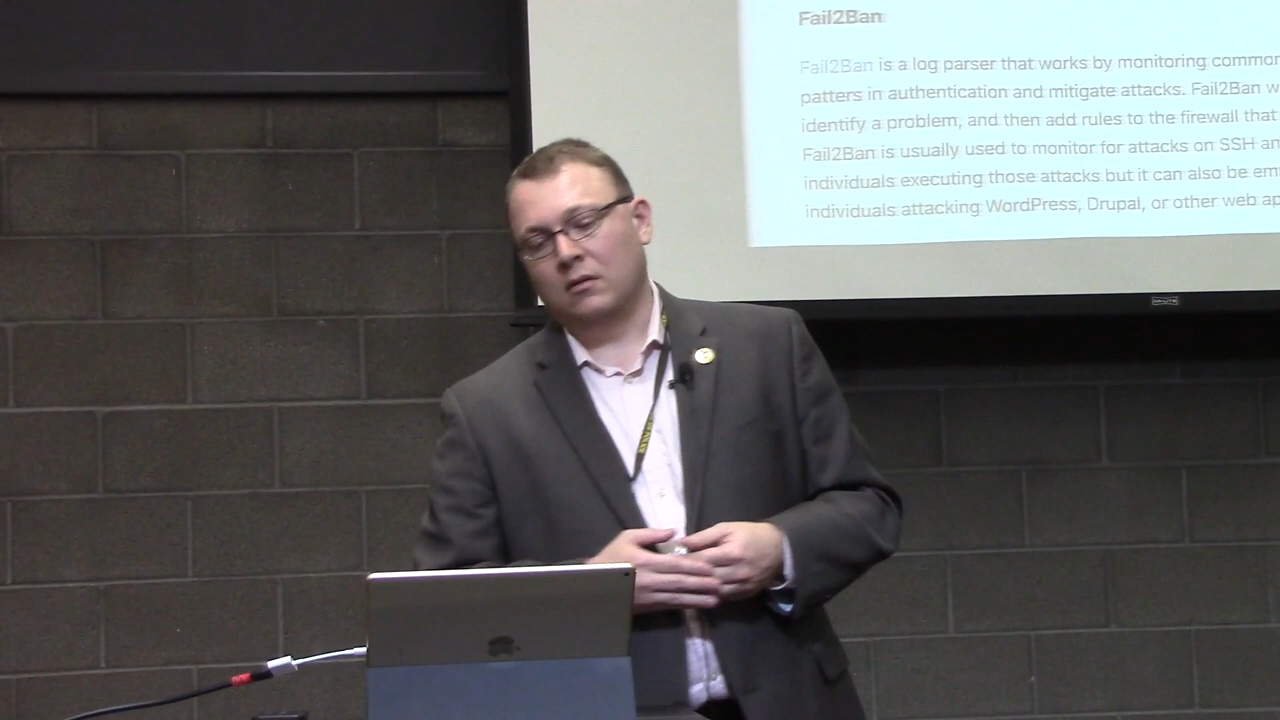 Fail2Ban
Fail2Ban is a log parser that works by monitoring common
patters in authentication and mitigate attacks. Fail2Ban w
identify a problem, and then add rules to the firewall that
Fail2Ban is usually used to monitor for attacks on SSH an
individuals executing those attacks but it can also be em
individuals attacking WordPress, Drupal, or other web ap
DA-LITE